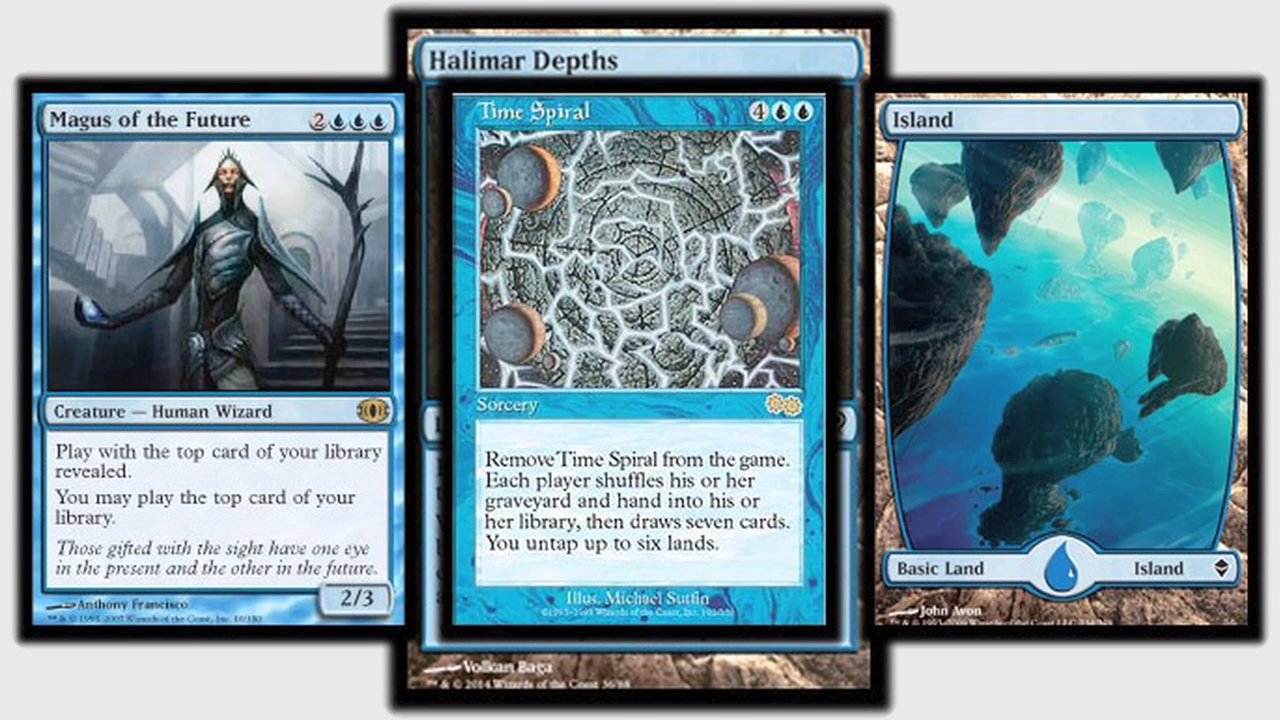 Halimar Depths
Magus of the Future 2
Creature — Human Wizard
Play with the top card of your library
revealed.
You may play the top card of your
library.
Those gifted with the sight have one eye
in the present and the other in the future.
2/3
Anthony Francisco
Time Spiral 4
Sorcery
Remove Time Spiral from the game.
Each player shuffles his or her
graveyard and hand into his or
her library, then draws seven cards.
You untap up to six lands.
Illus. Michael Sutfin
Island
Basic Land Island
John Avon
Volkan Baga
™ & © 2014 Wizards of the Coast 56/88